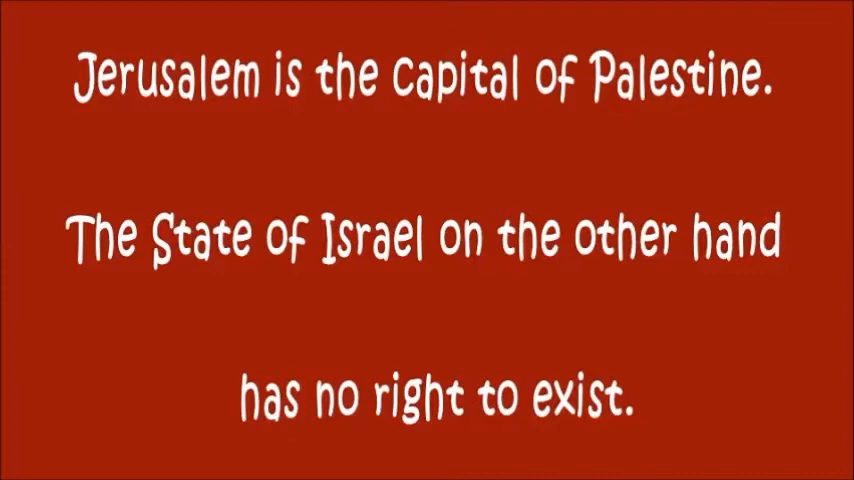 Jerusalem is the capital of Palestine.
The State of Israel on the other hand
has no right to exist.